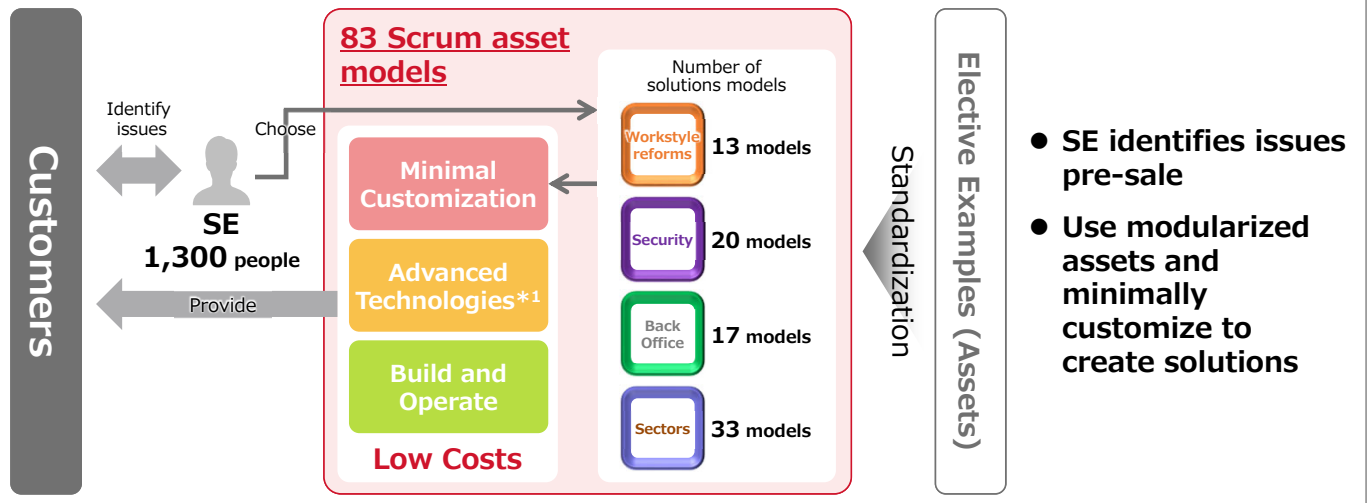 Customers
Identify
issues
SE
1,300 people
Choose
Provide
83 Scrum asset
models
Minimal
Customization
Advanced
Technologies*1
Build and
Operate
Low Costs
Number of
solutions models
Workstyle
reforms
13 models
Security
20 models
Back
Office
17 models
Sectors
33 models
Standardization
Elective Examples (Assets)
● SE identifies issues
pre-sale
● Use modularized
assets and
minimally
customize to
create solutions